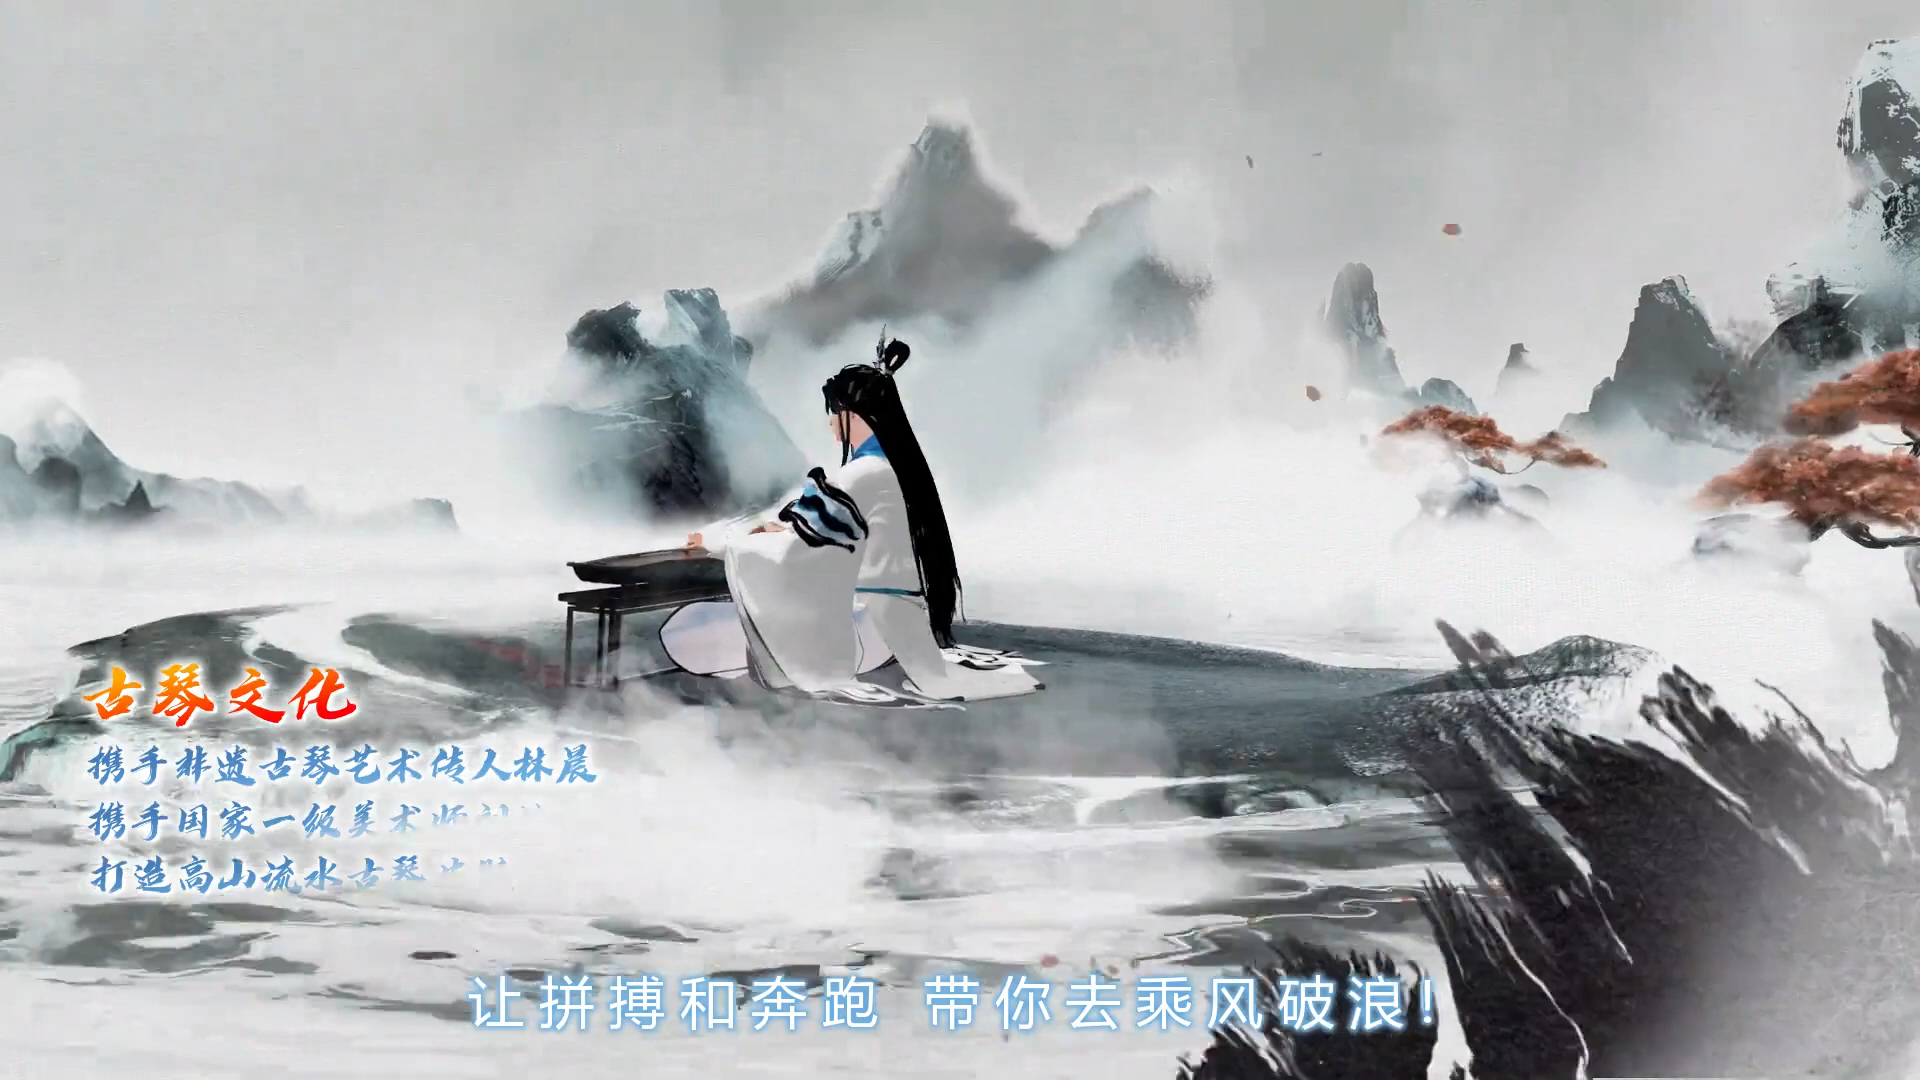 古琴文化
携手非遗古琴艺术传人林晨
携手国家一级美术师
打造高山流水古琴
让拼搏和奔跑 带你去乘风破浪!